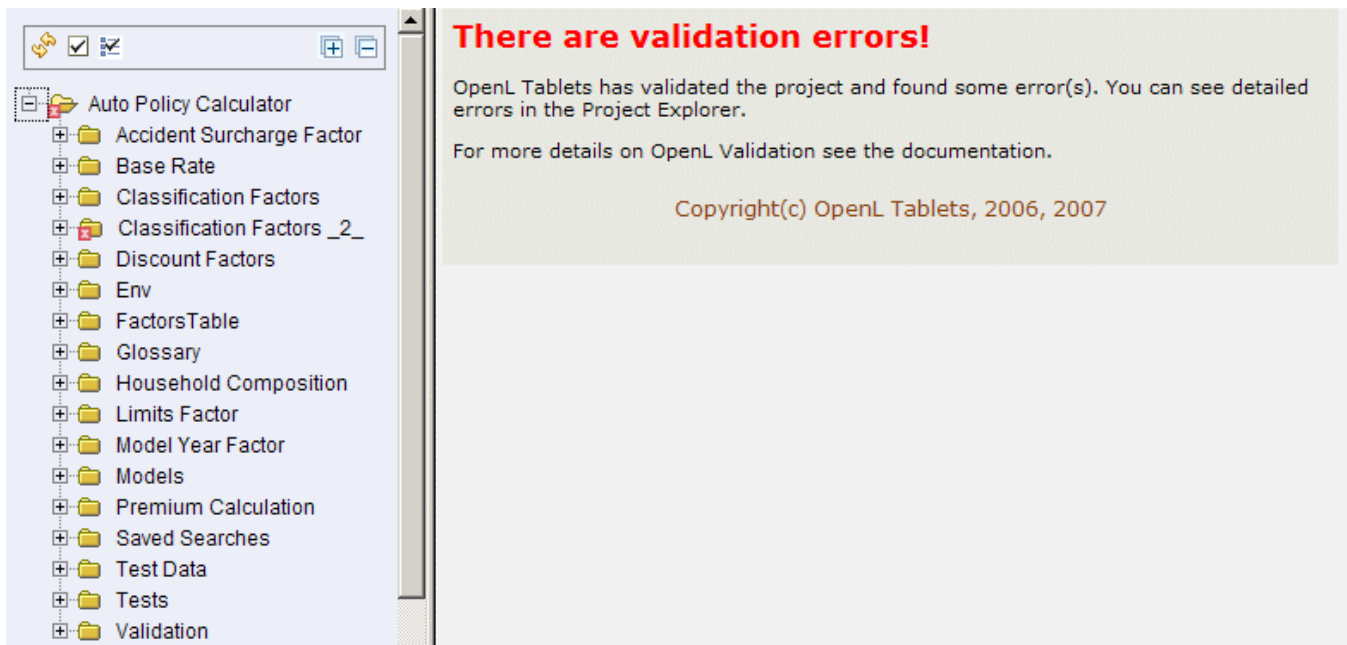 Auto Policy Calculator
Accident Surcharge Factor
Base Rate
Classification Factors
Classification Factors _2_
Discount Factors
Env
FactorsTable
Glossary
Household Composition
Limits Factor
Model Year Factor
Models
Premium Calculation
Saved Searches
Test Data
Tests
Validation
There are validation errors!
OpenL Tablets has validated the project and found some error(s). You can see detailed
errors in the Project Explorer.
For more details on OpenL Validation see the documentation.
Copyright(c) OpenL Tablets, 2006, 2007